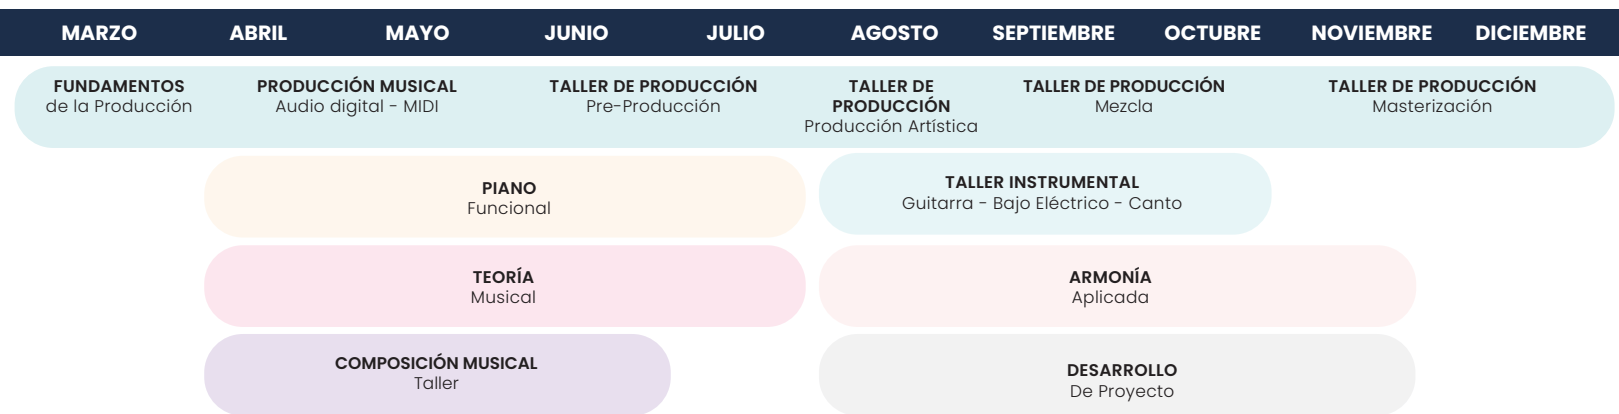 MARZO ABRIL MAYO JUNIO JULIO AGOSTO SEPTIEMBRE OCTUBRE NOVIEMBRE DICIEMBRE
FUNDAMENTOS
de la Producción
PRODUCCIÓN MUSICAL
Audio digital - MIDI
TALLER DE PRODUCCIÓN
Pre-Producción
TALLER DE
PRODUCCIÓN
Producción Artística
TALLER DE PRODUCCIÓN
Mezcla
TALLER DE PRODUCCIÓN
Masterización
PIANO
Funcional
TALLER INSTRUMENTAL
Guitarra - Bajo Eléctrico - Canto
TEORÍA
Musical
ARMONÍA
Aplicada
COMPOSICIÓN MUSICAL
Taller
DESARROLLO
De Proyecto